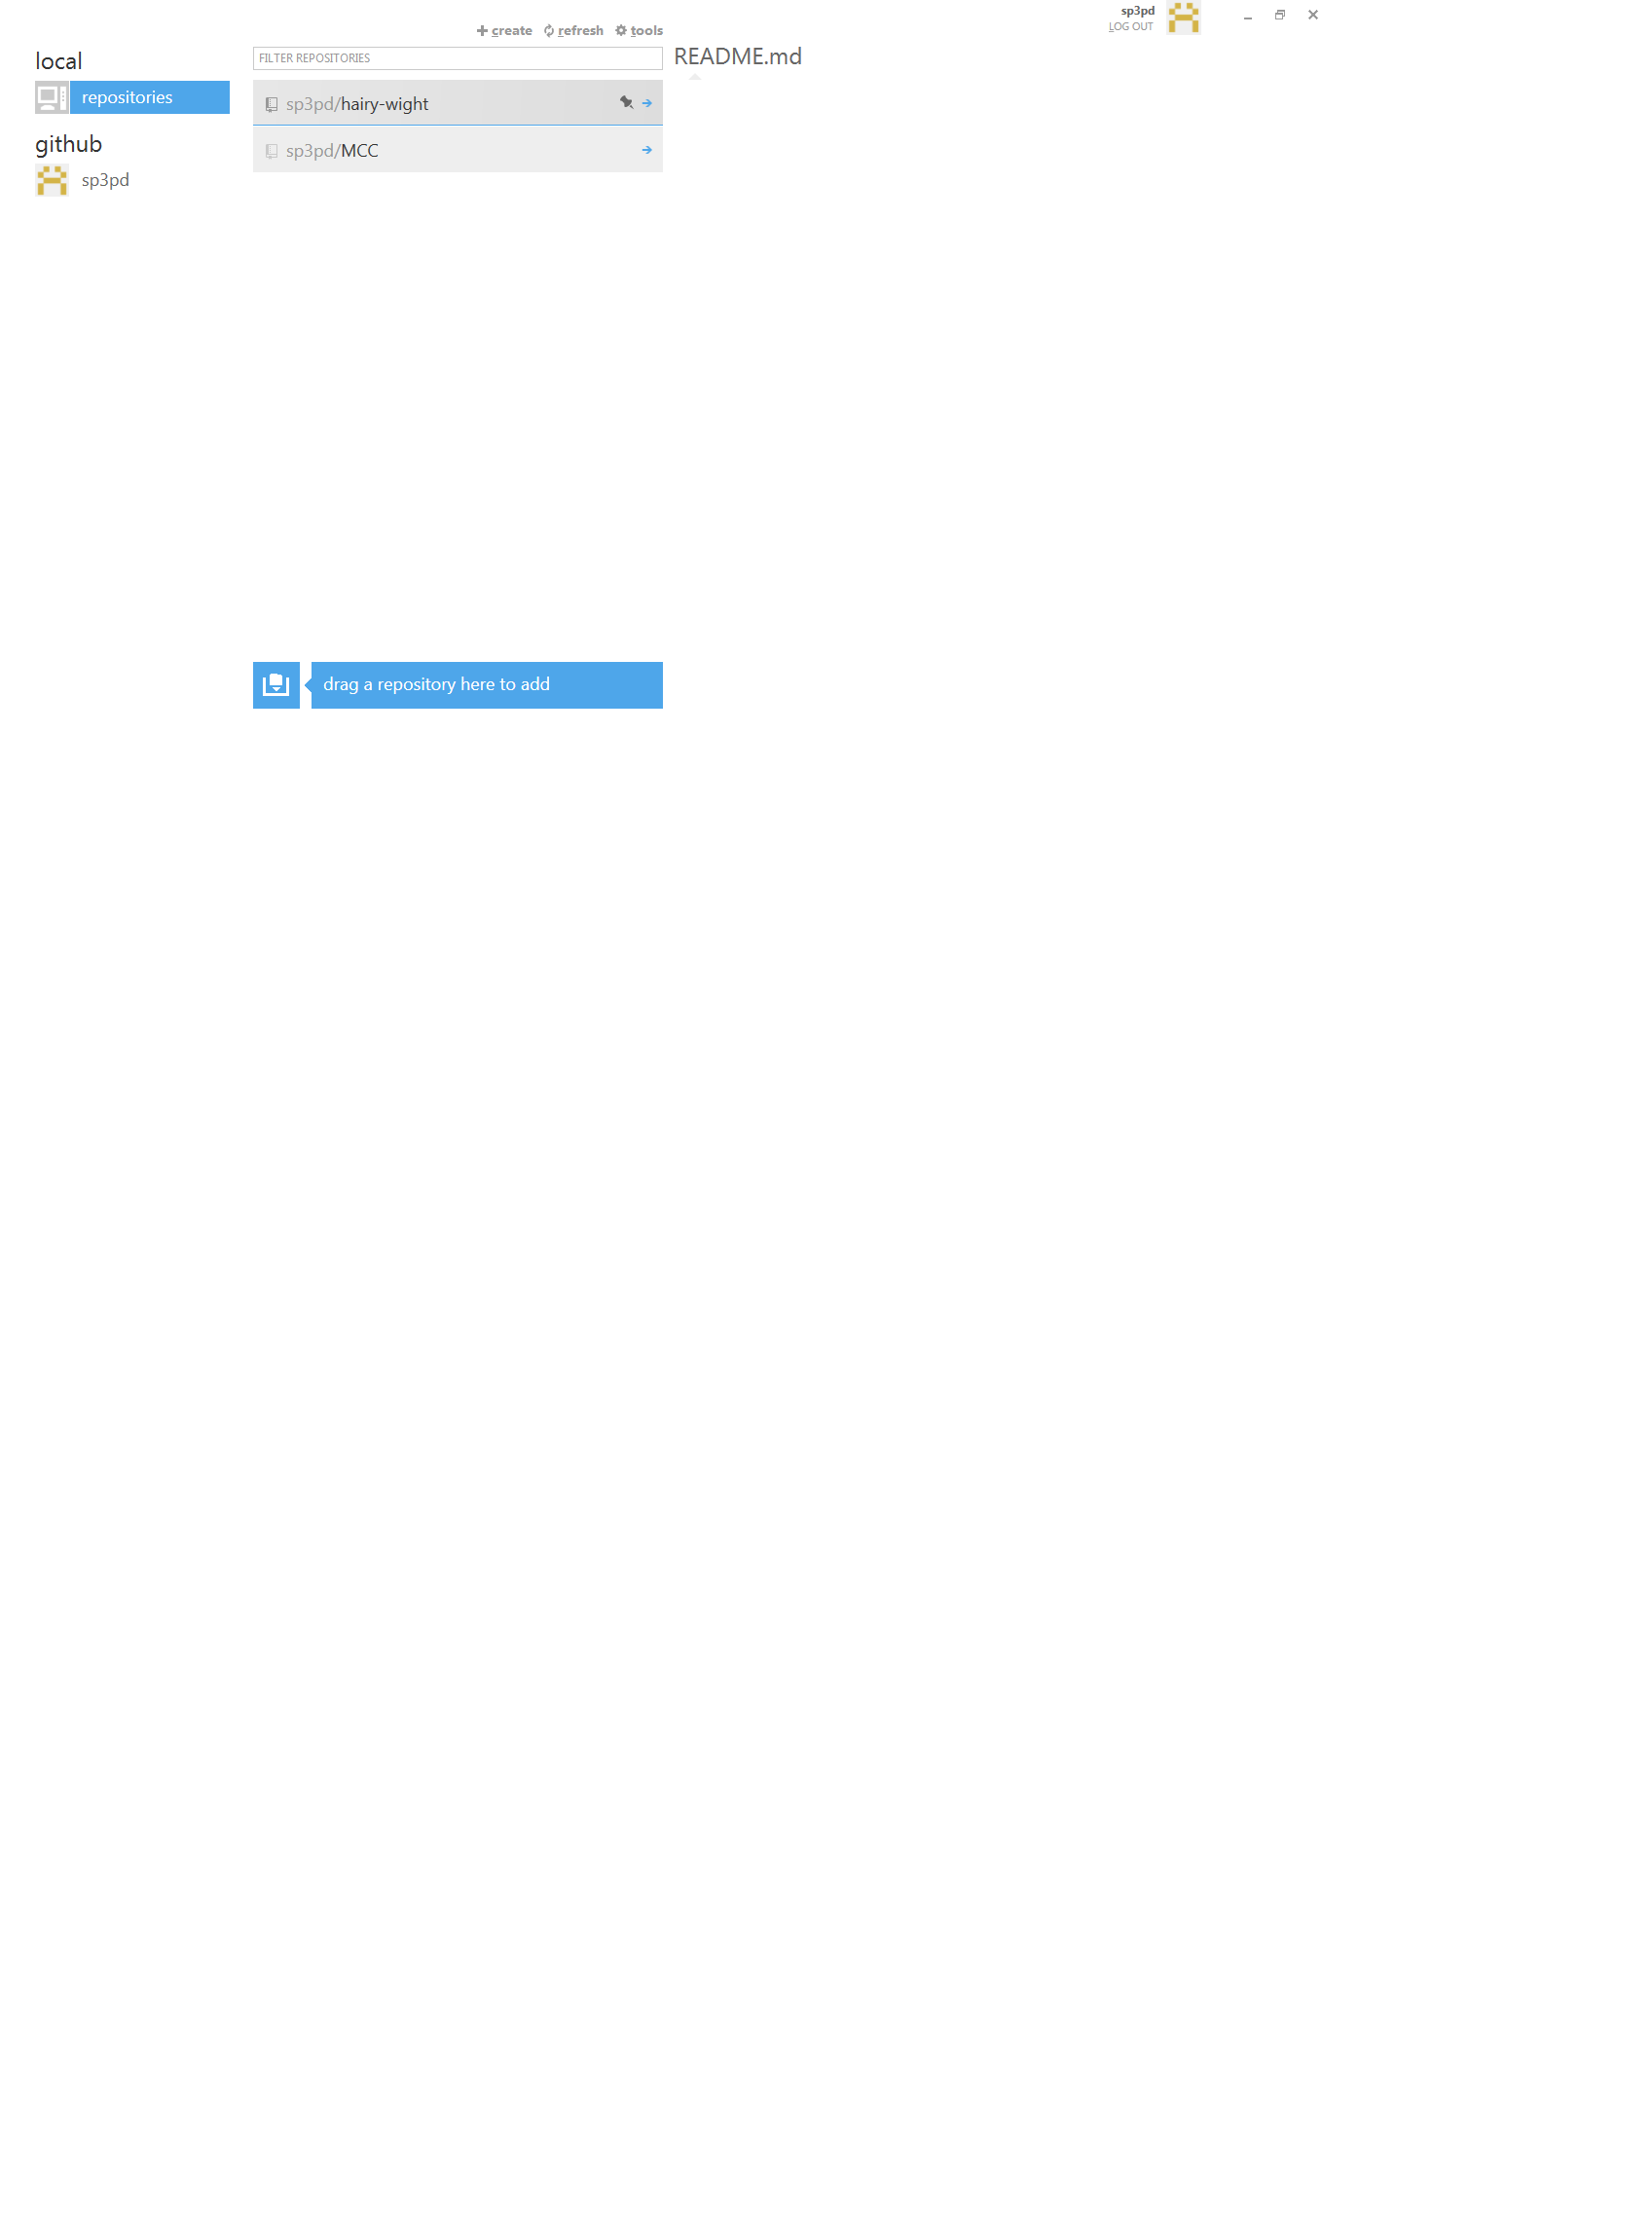 sp3pd
LOG OUT
create refresh tools
local
FILTER REPOSITORIES
README.md
repositories
sp3pd/hairy-wight
github
sp3pd/MCC
sp3pd
drag a repository here to add